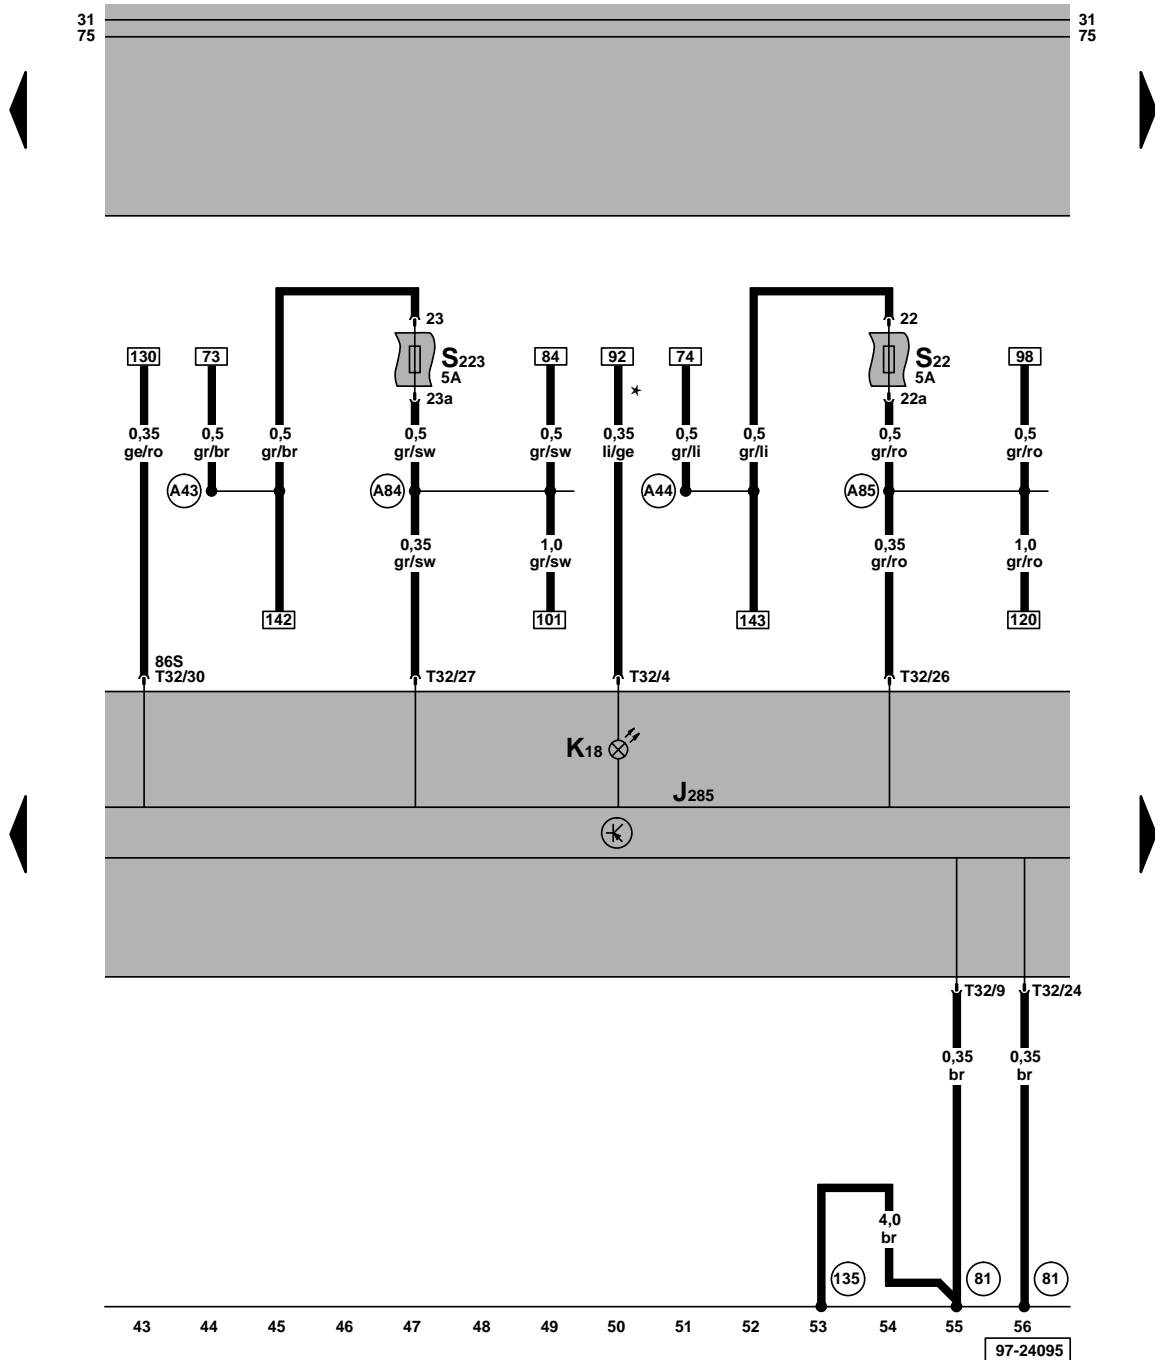 31 31
75 75
23 22
130 73 S223 84 92 74 S22 98
5A 5A
23a 22a
0,35 0,5 0,5 0,5 0,5 0,35 0,5 0,5 0,5 0,5
ge/ro gr/br gr/br gr/sw gr/sw li/ge gr/li gr/li gr/ro gr/ro
A43 A84 A44 A85
0,35 1,0 0,35 1,0
gr/sw gr/sw gr/ro gr/ro
142 101 143 120
86S
T32/30 T32/27 T32/4 T32/26
K18
J285
T32/9 T32/24
0,35 0,35
br br
4,0
br
135 81 81
43 44 45 46 47 48 49 50 51 52 53 54 55 56
97-24095